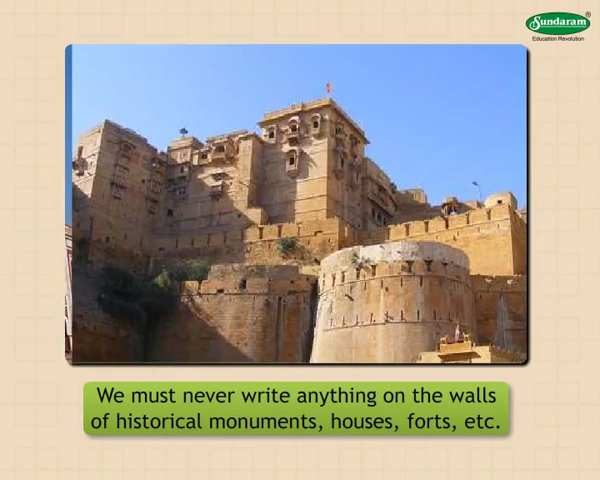 Sundaram®
Education Revolution
We must never write anything on the walls
of historical monuments, houses, forts, etc.